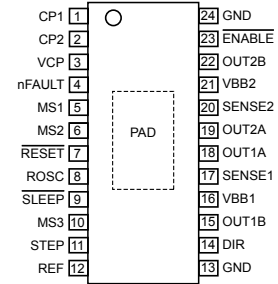 CP1 1
CP2 2
VCP 3
nFAULT 4
MS1 5
MS2 6
RESET 7
ROSC 8
SLEEP 9
MS3 10
STEP 11
REF 12
PAD
24 GND
23 ENABLE
22 OUT2B
21 VBB2
20 SENSE2
19 OUT2A
18 OUT1A
17 SENSE1
16 VBB1
15 OUT1B
14 DIR
13 GND